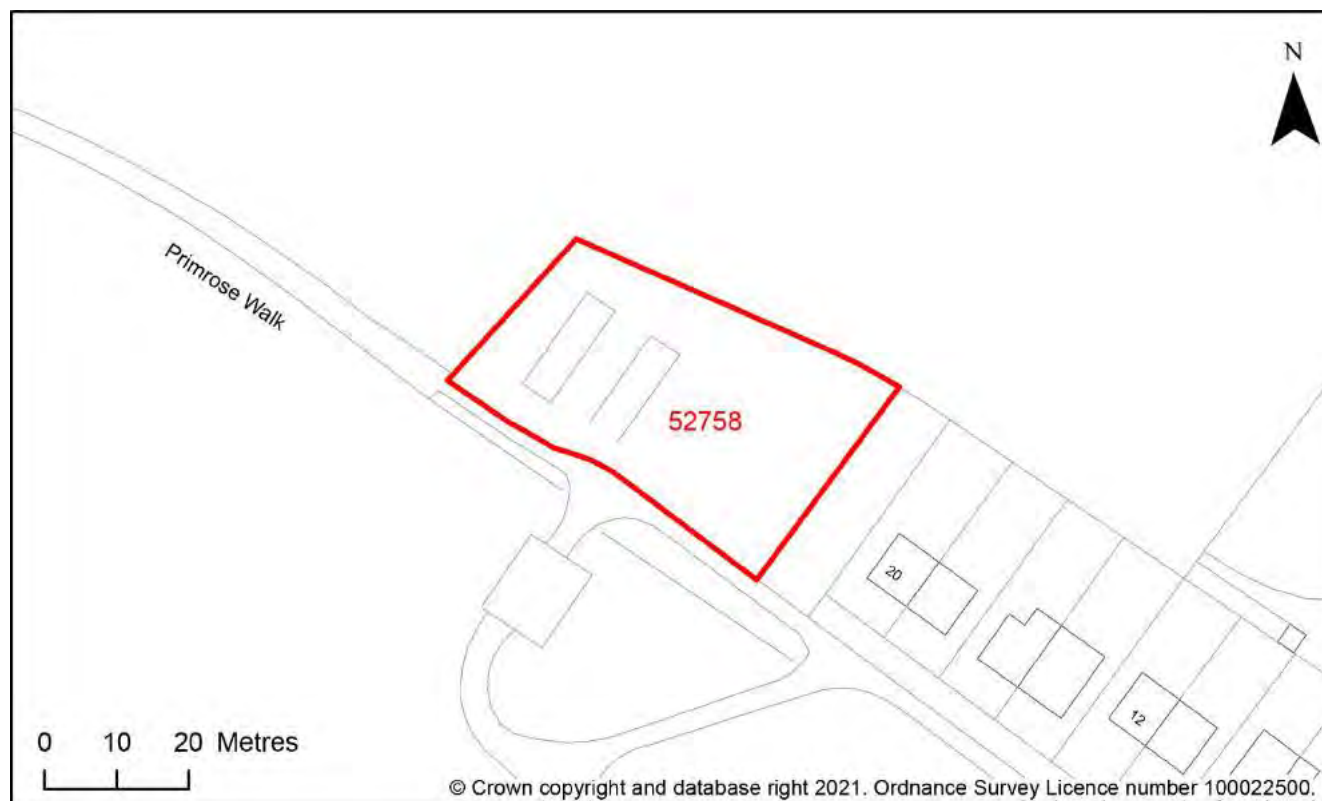 N
Primrose Walk
52758
20
12
0 10 20 Metres
© Crown copyright and database right 2021. Ordnance Survey Licence number 100022500.